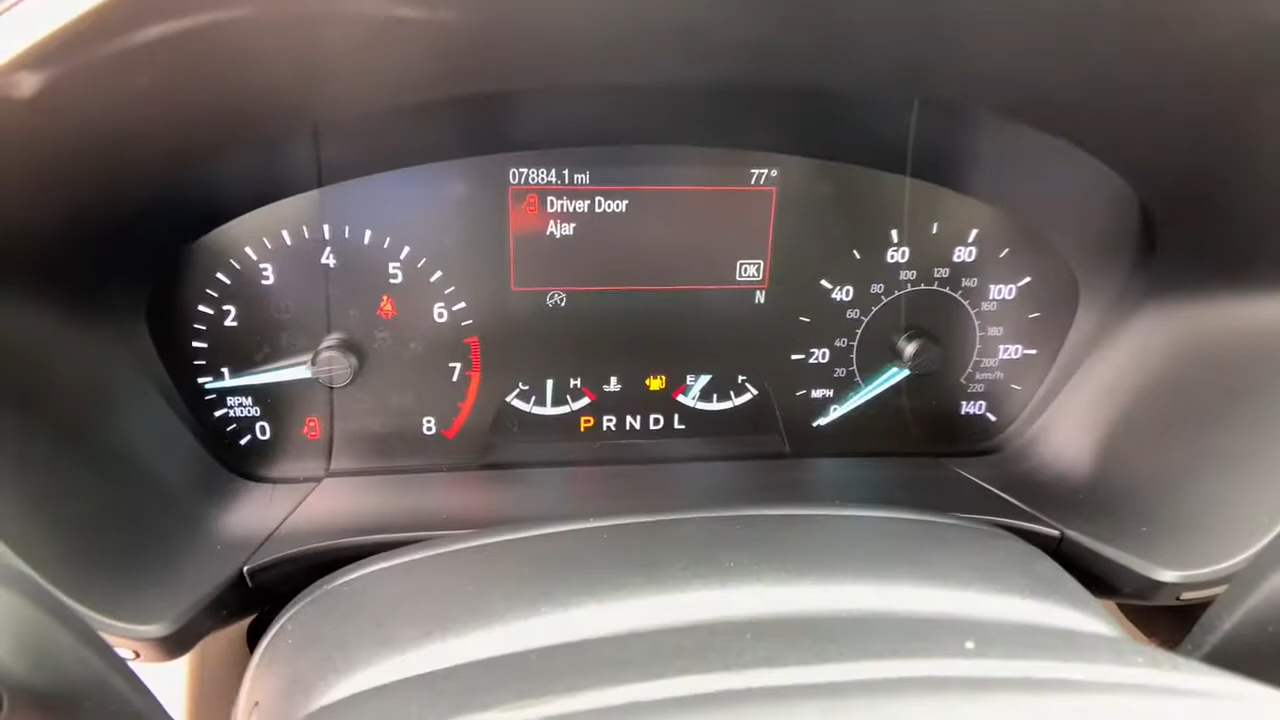 07884.1 mi 77°
Driver Door
Ajar
OK
N
0 1 2 3 4 5 6 7 8
RPM
x1000
C H
E F
P R N D L
0 20 40 60 80 100 120 140
MPH
20 40 60 80 100 120 140 160 180 200 220
km/h